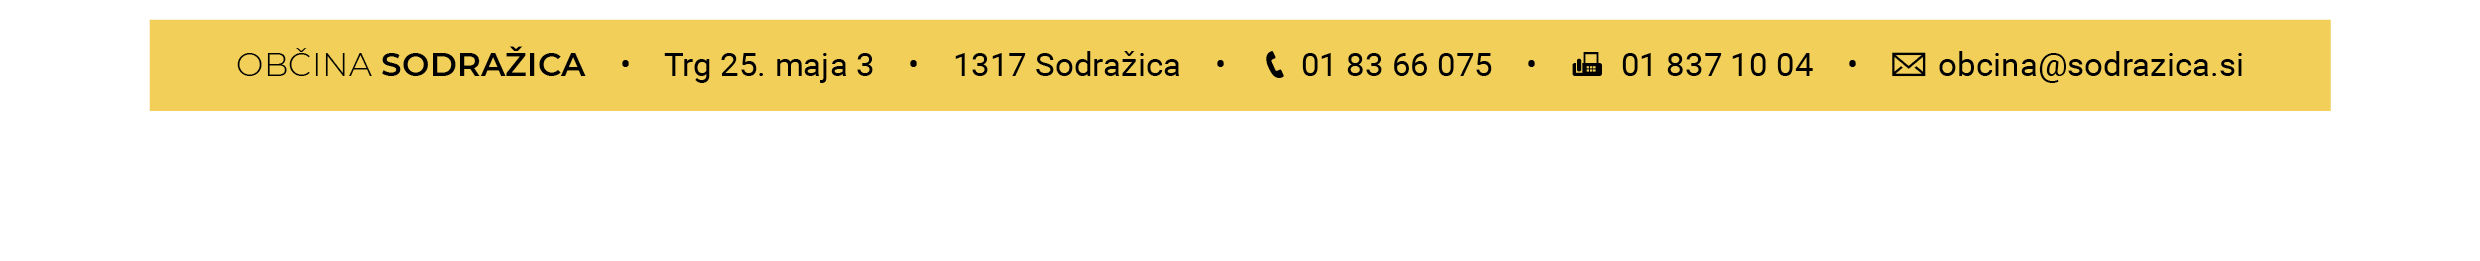 OBČINA SODRAŽICA • Trg 25. maja 3 • 1317 Sodražica • 01 83 66 075 • 01 837 10 04 • obcina@sodrazica.si